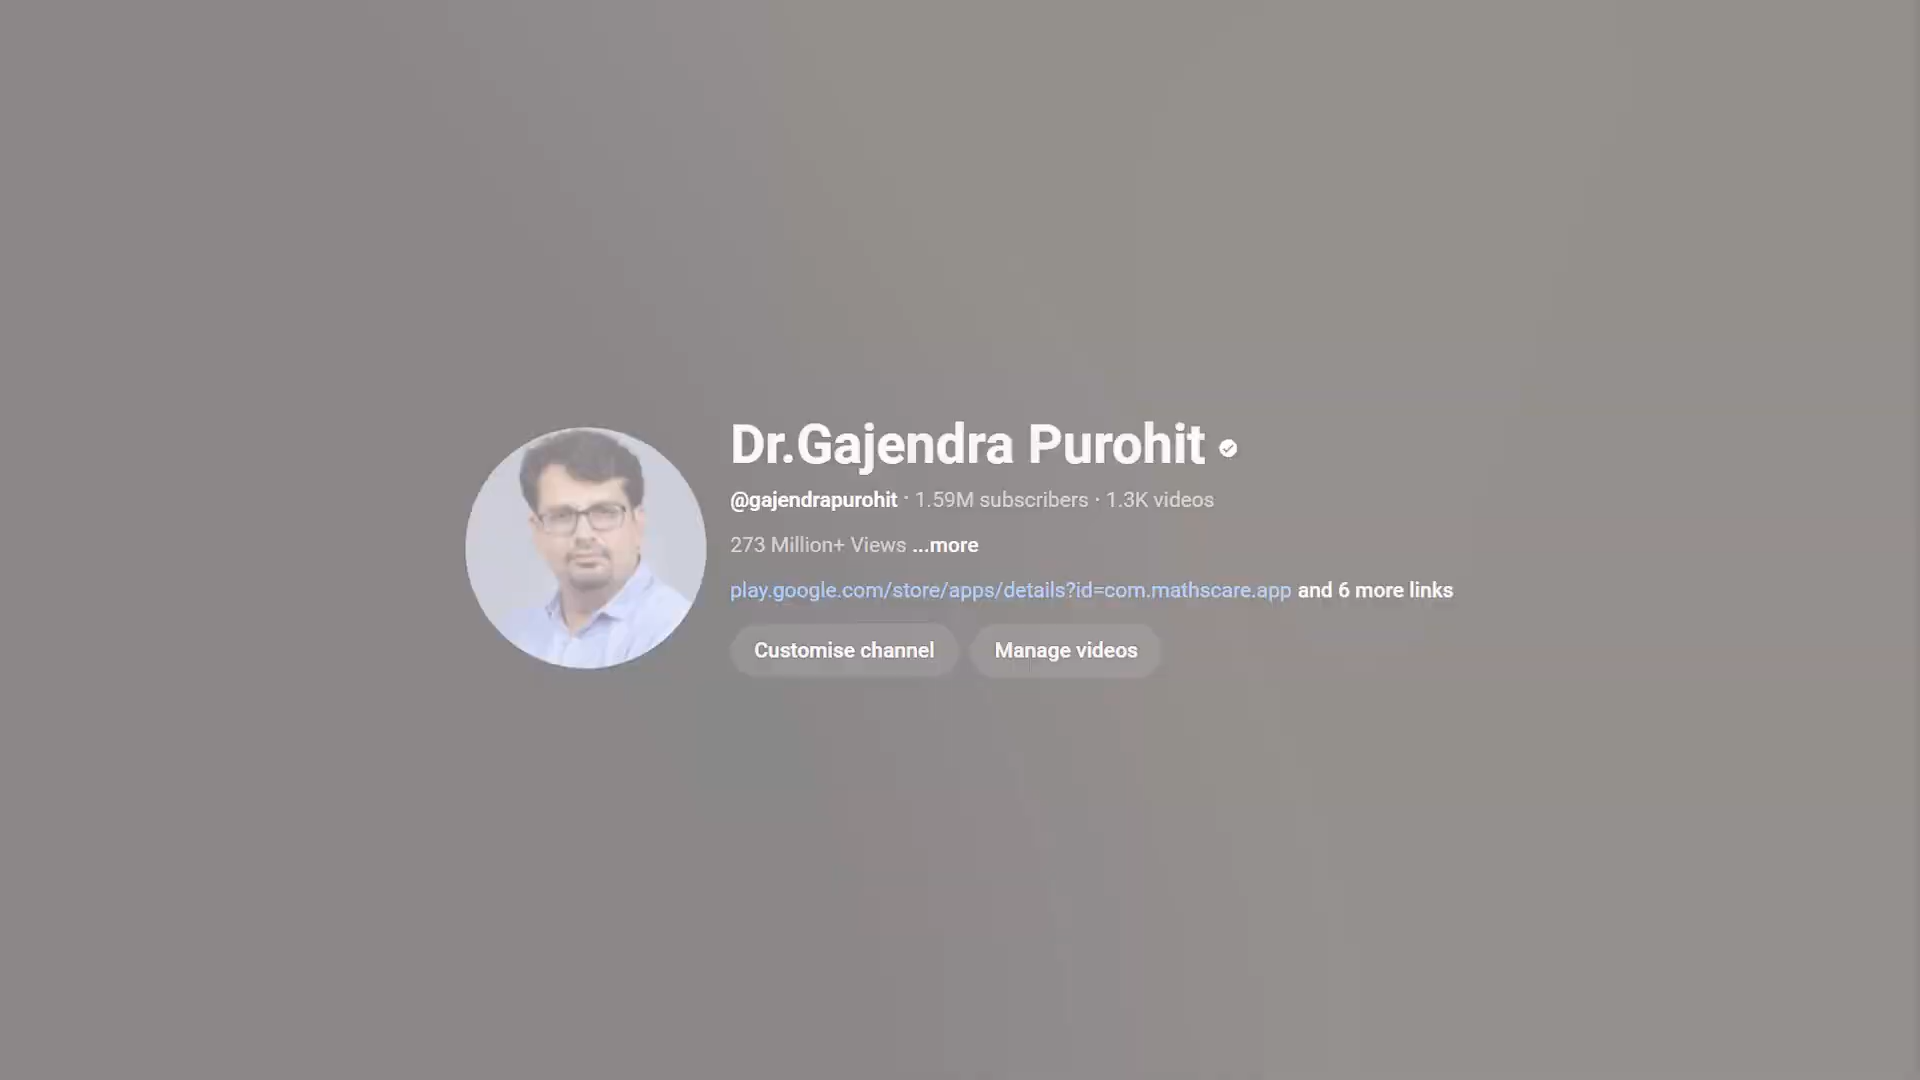 Dr.Gajendra Purohit
@gajendrapurohit · 1.59M subscribers · 1.3K videos
273 Million+ Views ...more
play.google.com/store/apps/details?id=com.mathscare.app and 6 more links
Customise channel Manage videos